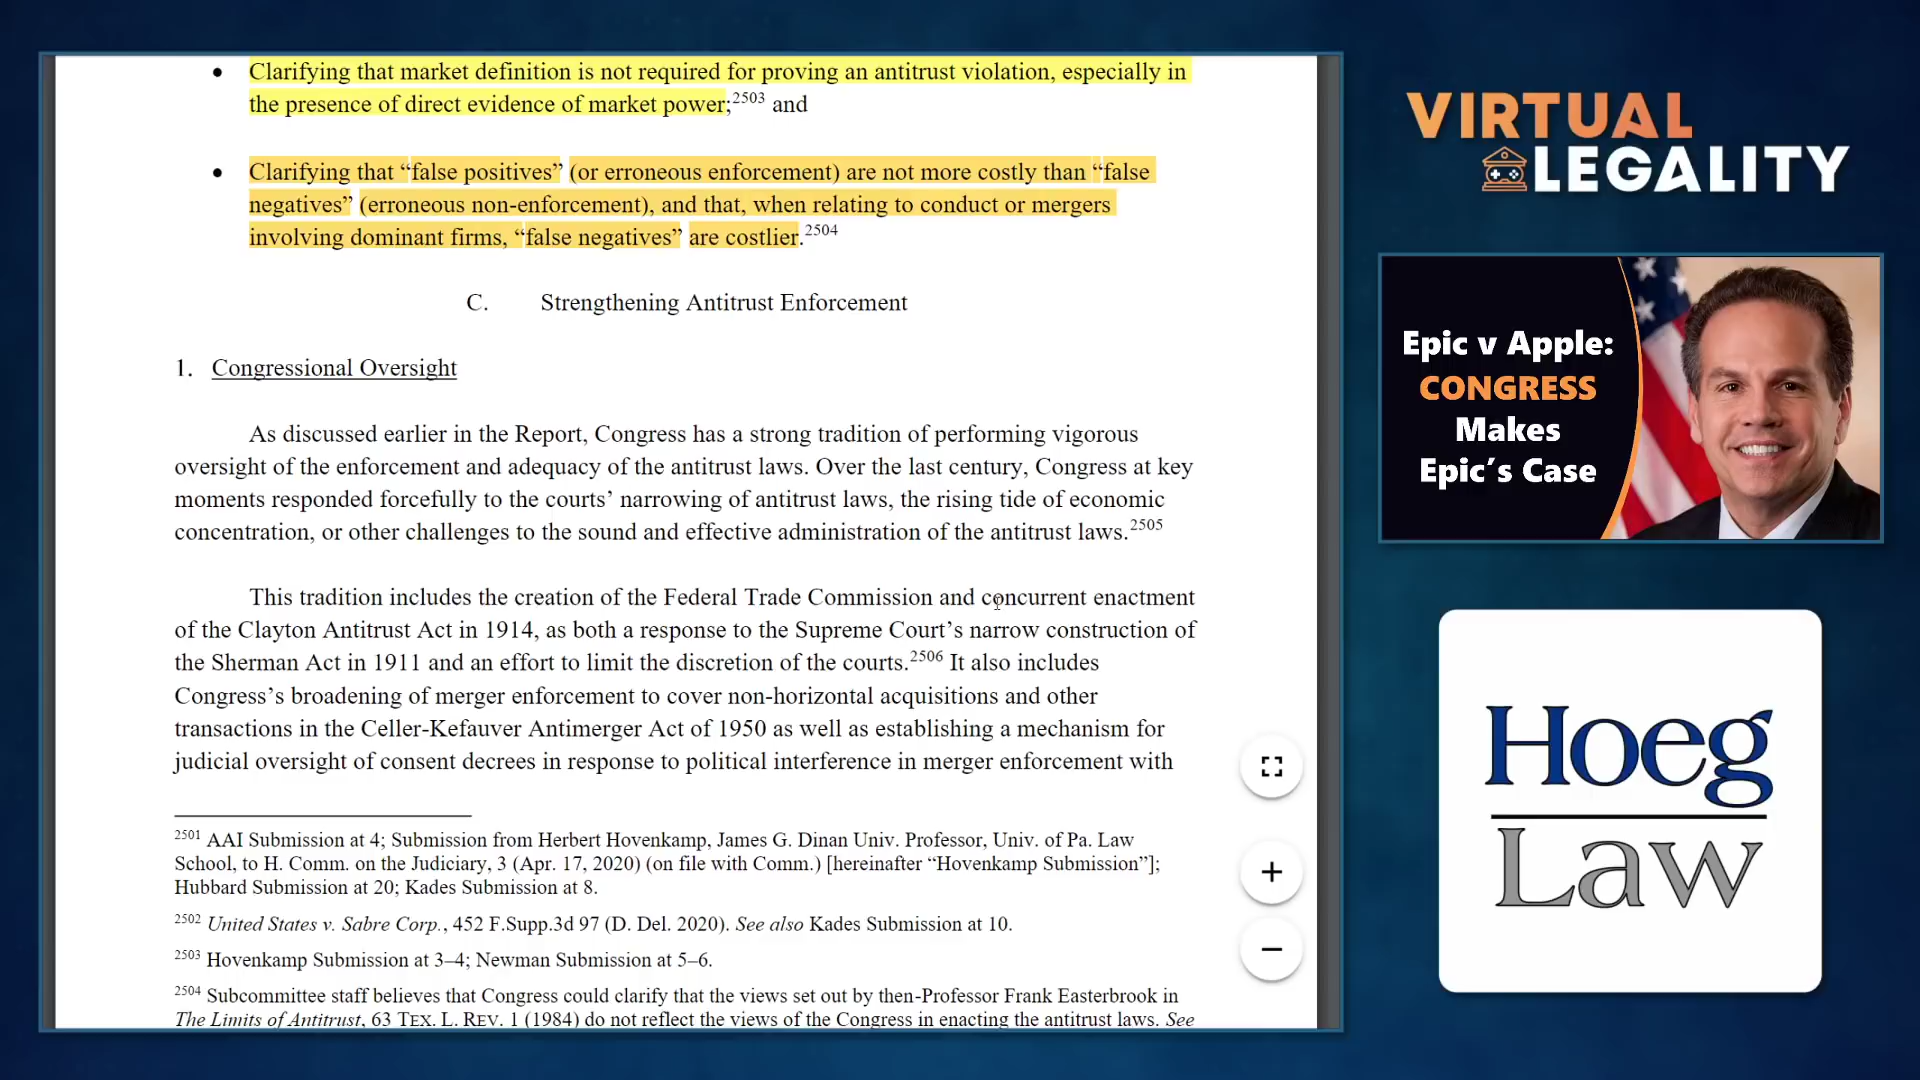 • Clarifying that market definition is not required for proving an antitrust violation, especially in
the presence of direct evidence of market power;2503 and
• Clarifying that “false positives” (or erroneous enforcement) are not more costly than “false
negatives” (erroneous non-enforcement), and that, when relating to conduct or mergers
involving dominant firms, “false negatives” are costlier.2504
C. Strengthening Antitrust Enforcement
1. Congressional Oversight
As discussed earlier in the Report, Congress has a strong tradition of performing vigorous
oversight of the enforcement and adequacy of the antitrust laws. Over the last century, Congress at key
moments responded forcefully to the courts’ narrowing of antitrust laws, the rising tide of economic
concentration, or other challenges to the sound and effective administration of the antitrust laws.2505
This tradition includes the creation of the Federal Trade Commission and concurrent enactment
of the Clayton Antitrust Act in 1914, as both a response to the Supreme Court’s narrow construction of
the Sherman Act in 1911 and an effort to limit the discretion of the courts.2506 It also includes
Congress’s broadening of merger enforcement to cover non-horizontal acquisitions and other
transactions in the Celler-Kefauver Antimerger Act of 1950 as well as establishing a mechanism for
judicial oversight of consent decrees in response to political interference in merger enforcement with
2501 AAI Submission at 4; Submission from Herbert Hovenkamp, James G. Dinan Univ. Professor, Univ. of Pa. Law
School, to H. Comm. on the Judiciary, 3 (Apr. 17, 2020) (on file with Comm.) [hereinafter “Hovenkamp Submission”];
Hubbard Submission at 20; Kades Submission at 8.
2502 United States v. Sabre Corp., 452 F.Supp.3d 97 (D. Del. 2020). See also Kades Submission at 10.
2503 Hovenkamp Submission at 3–4; Newman Submission at 5–6.
2504 Subcommittee staff believes that Congress could clarify that the views set out by then-Professor Frank Easterbrook in
The Limits of Antitrust, 63 TEX. L. REV. 1 (1984) do not reflect the views of the Congress in enacting the antitrust laws. See
VIRTUAL
LEGALITY
Epic v Apple:
CONGRESS
Makes
Epic’s Case
Hoeg
Law